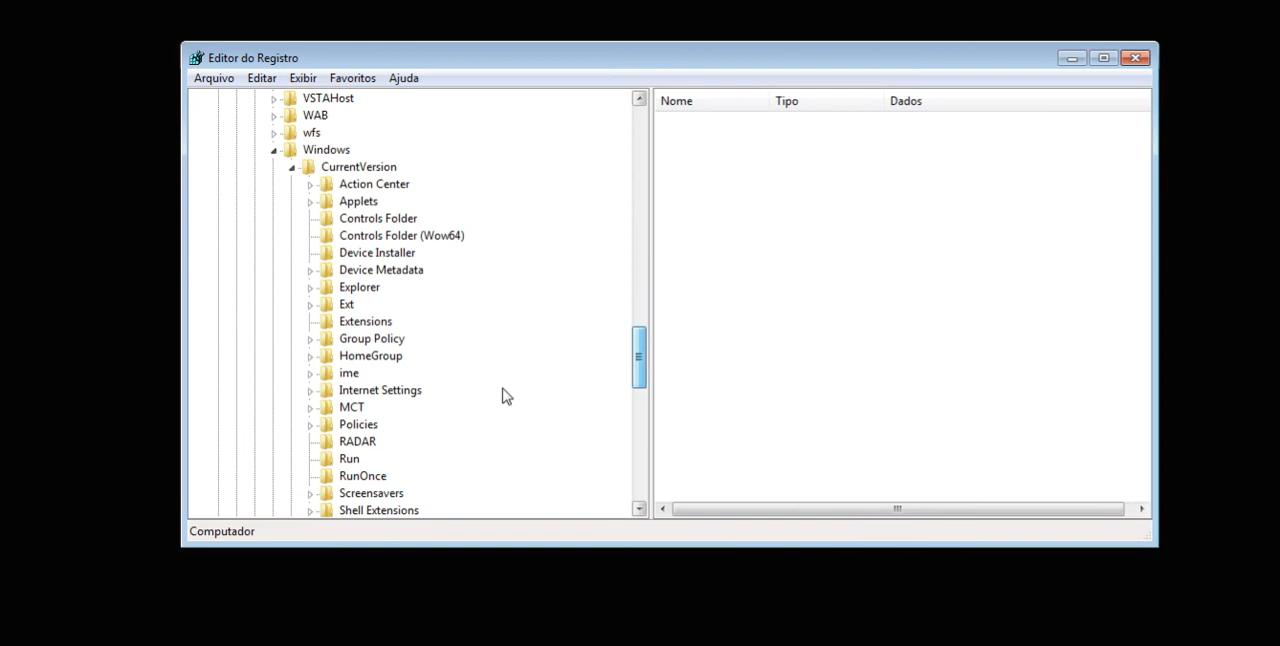 Editor do Registro
Arquivo Editar Exibir Favoritos Ajuda
VSTAHost
WAB
wfs
Windows
CurrentVersion
Action Center
Applets
Controls Folder
Controls Folder (Wow64)
Device Installer
Device Metadata
Explorer
Ext
Extensions
Group Policy
HomeGroup
ime
Internet Settings
MCT
Policies
RADAR
Run
RunOnce
Screensavers
Shell Extensions
Nome Tipo Dados
Computador